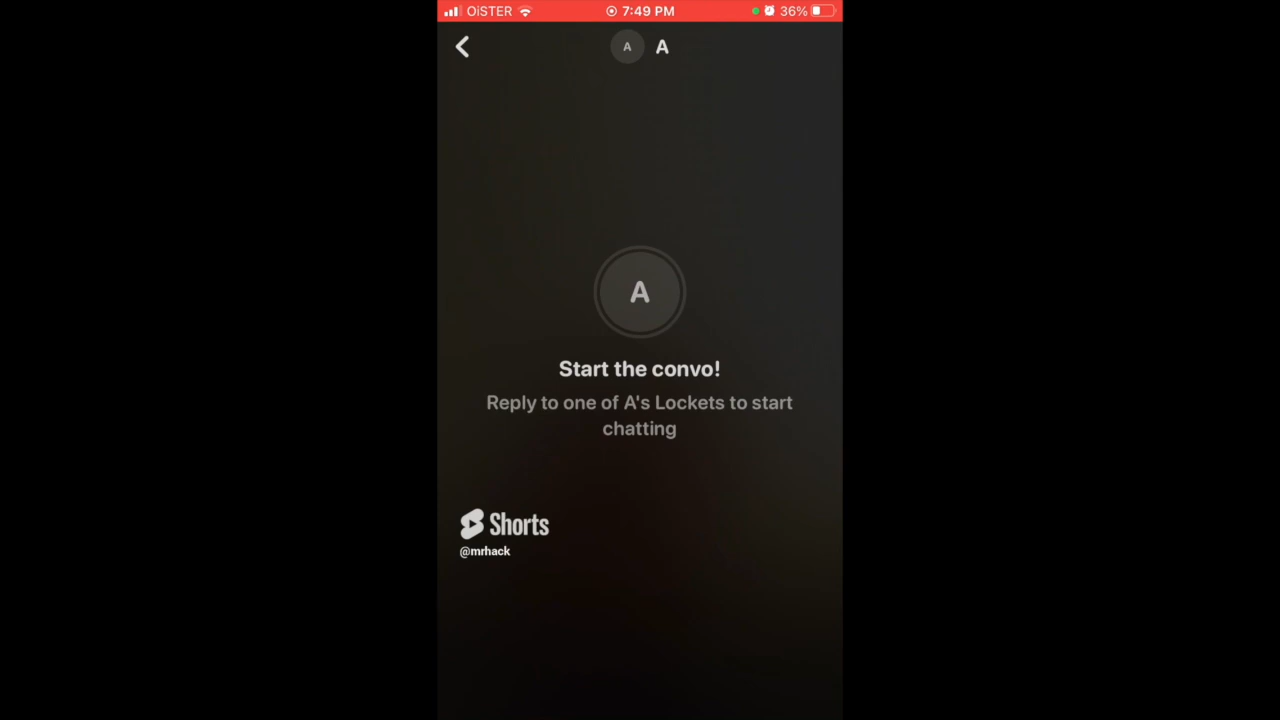 OiSTER 7:49 PM 36%
A A
A
Start the convo!
Reply to one of A's Lockets to start
chatting
Shorts
@mrhack